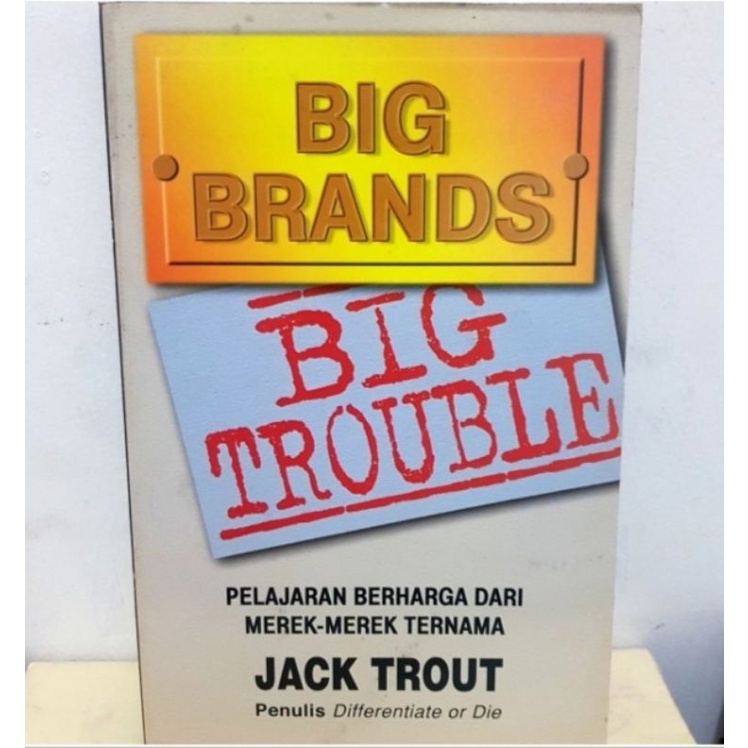 BIG
BRANDS
BIG
TROUBLE
PELAJARAN BERHARGA DARI
MEREK-MEREK TERNAMA
JACK TROUT
Penulis Differentiate or Die